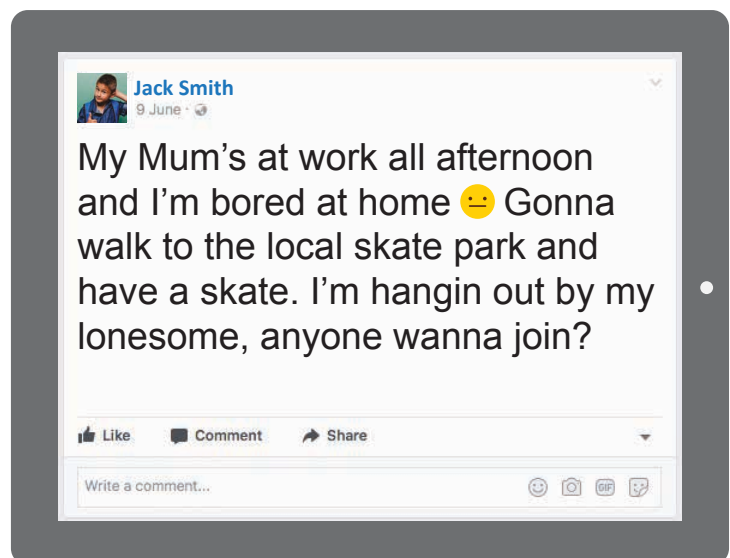 Jack Smith
9 June ·
My Mum's at work all afternoon
and I'm bored at home 😐 Gonna
walk to the local skate park and
have a skate. I'm hangin out by my
lonesome, anyone wanna join?
Like Comment Share
Write a comment...
GIF